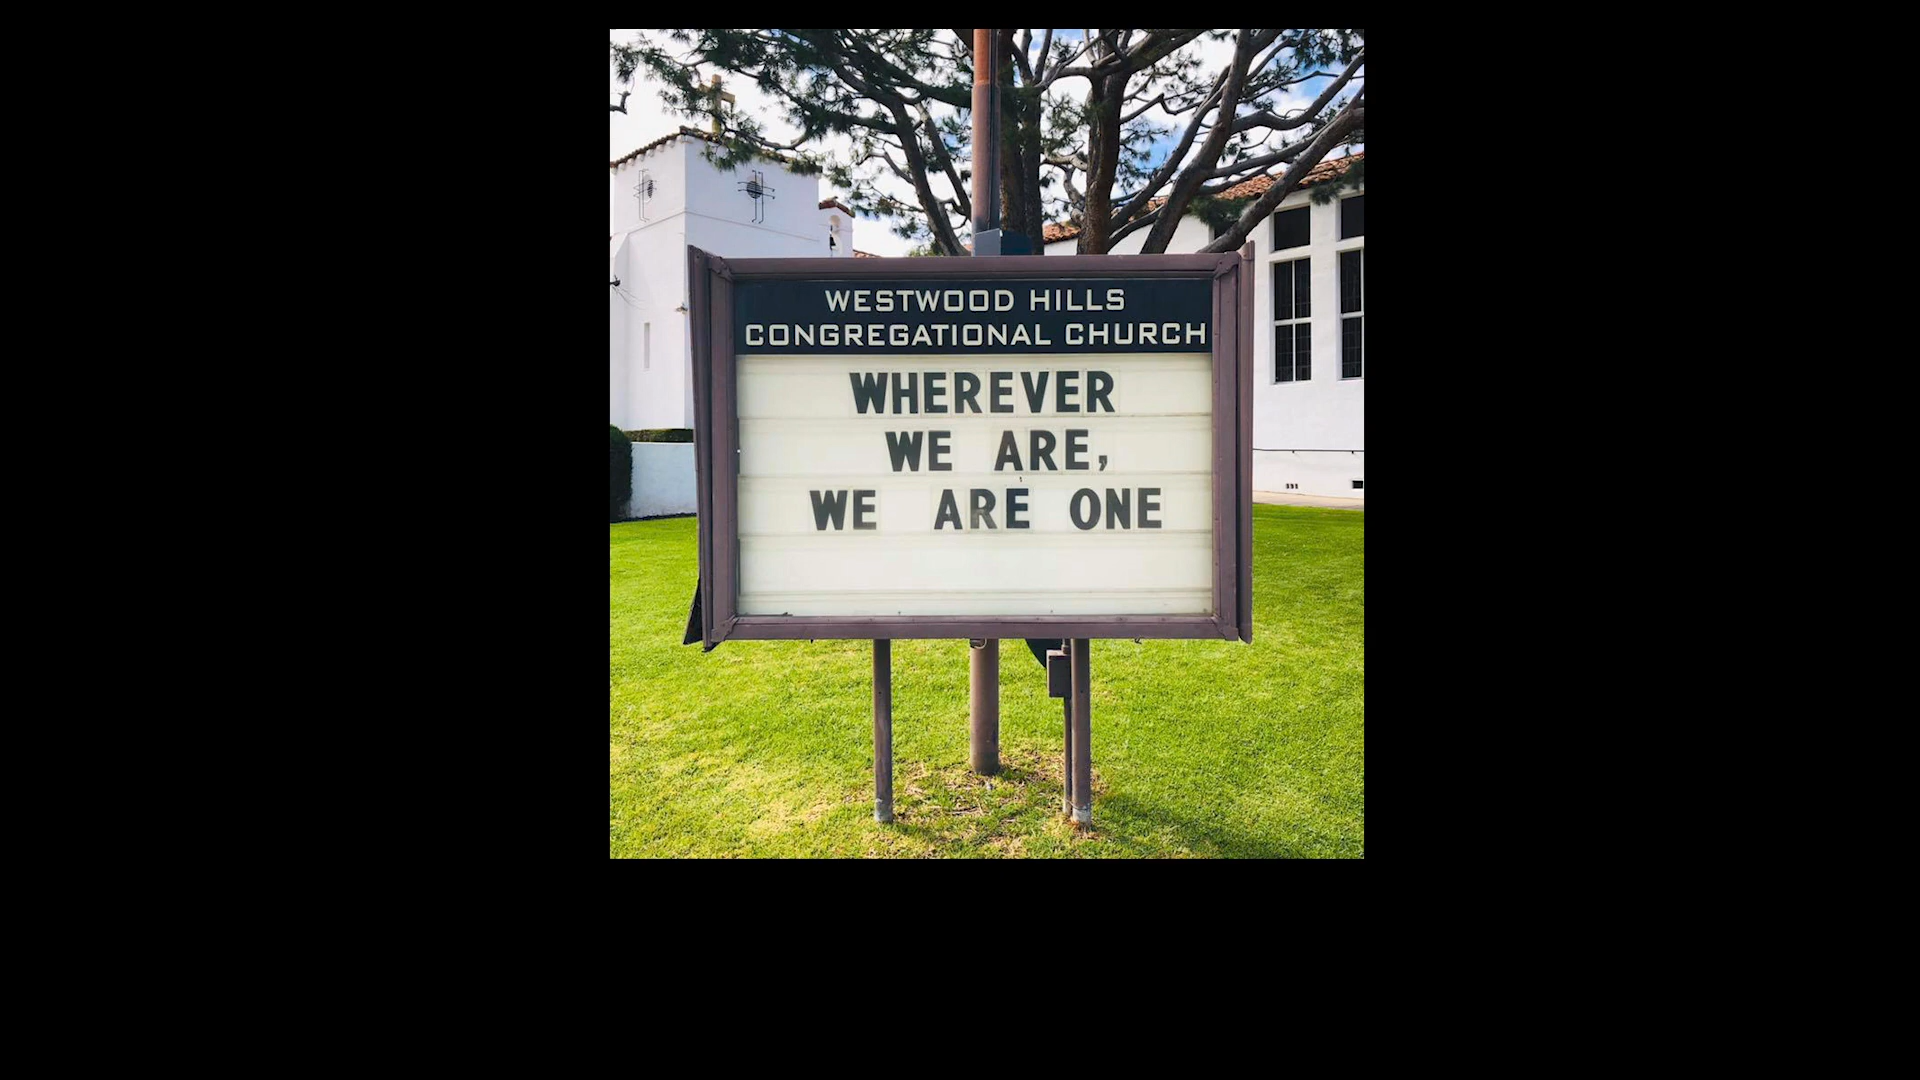 WESTWOOD HILLS
CONGREGATIONAL CHURCH
WHEREVER
WE ARE,
WE ARE ONE